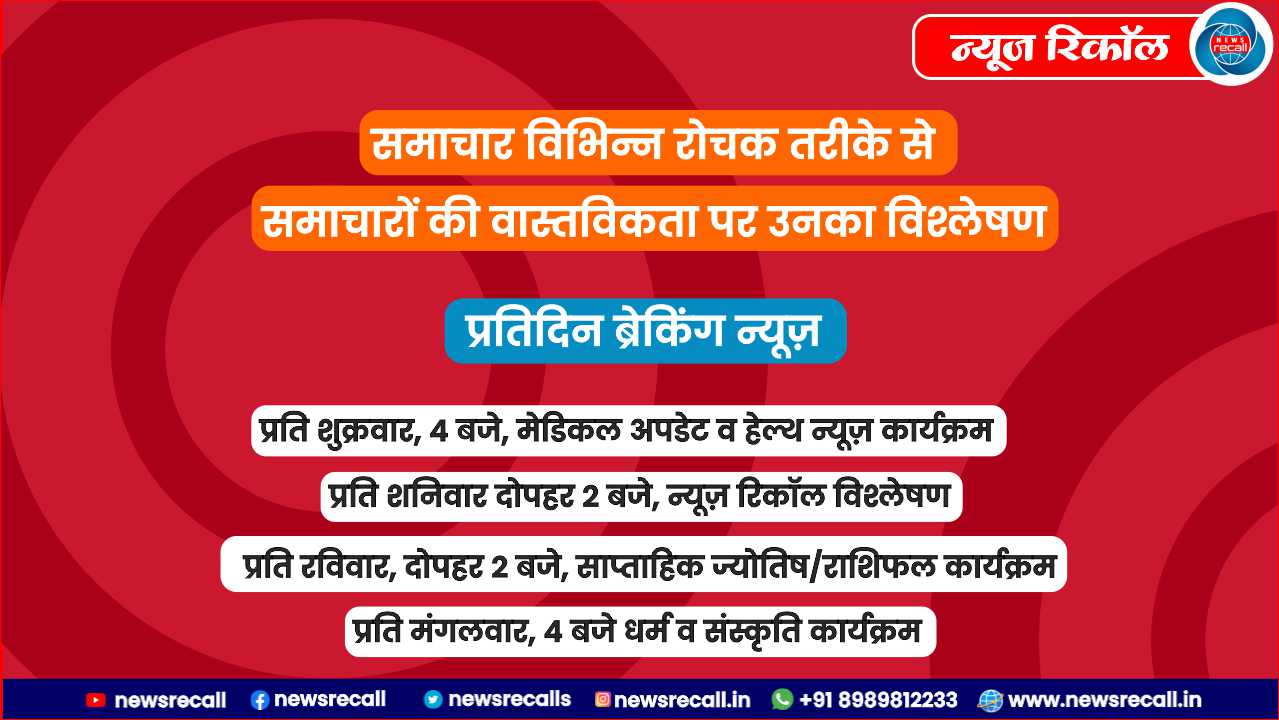 न्यूज रिकॉल
NEWS
recall
समाचार विभिन्न रोचक तरीके से
समाचारों की वास्तविकता पर उनका विश्लेषण
प्रतिदिन ब्रेकिंग न्यूज़
प्रति शुक्रवार, 4 बजे, मेडिकल अपडेट व हेल्थ न्यूज़ कार्यक्रम
प्रति शनिवार दोपहर 2 बजे, न्यूज़ रिकॉल विश्लेषण
प्रति रविवार, दोपहर 2 बजे, साप्ताहिक ज्योतिष/राशिफल कार्यक्रम
प्रति मंगलवार, 4 बजे धर्म व संस्कृति कार्यक्रम
newsrecall newsrecall newsrecalls newsrecall.in +91 8989812233 www.newsrecall.in